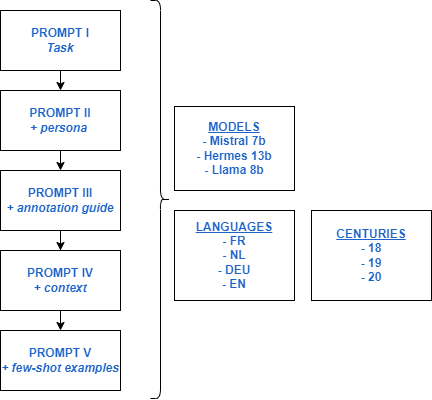 PROMPT I
Task
PROMPT II
+ persona
PROMPT III
+ annotation guide
PROMPT IV
+ context
PROMPT V
+ few-shot examples
MODELS
- Mistral 7b
- Hermes 13b
- Llama 8b
LANGUAGES
- FR
- NL
- DEU
- EN
CENTURIES
- 18
- 19
- 20